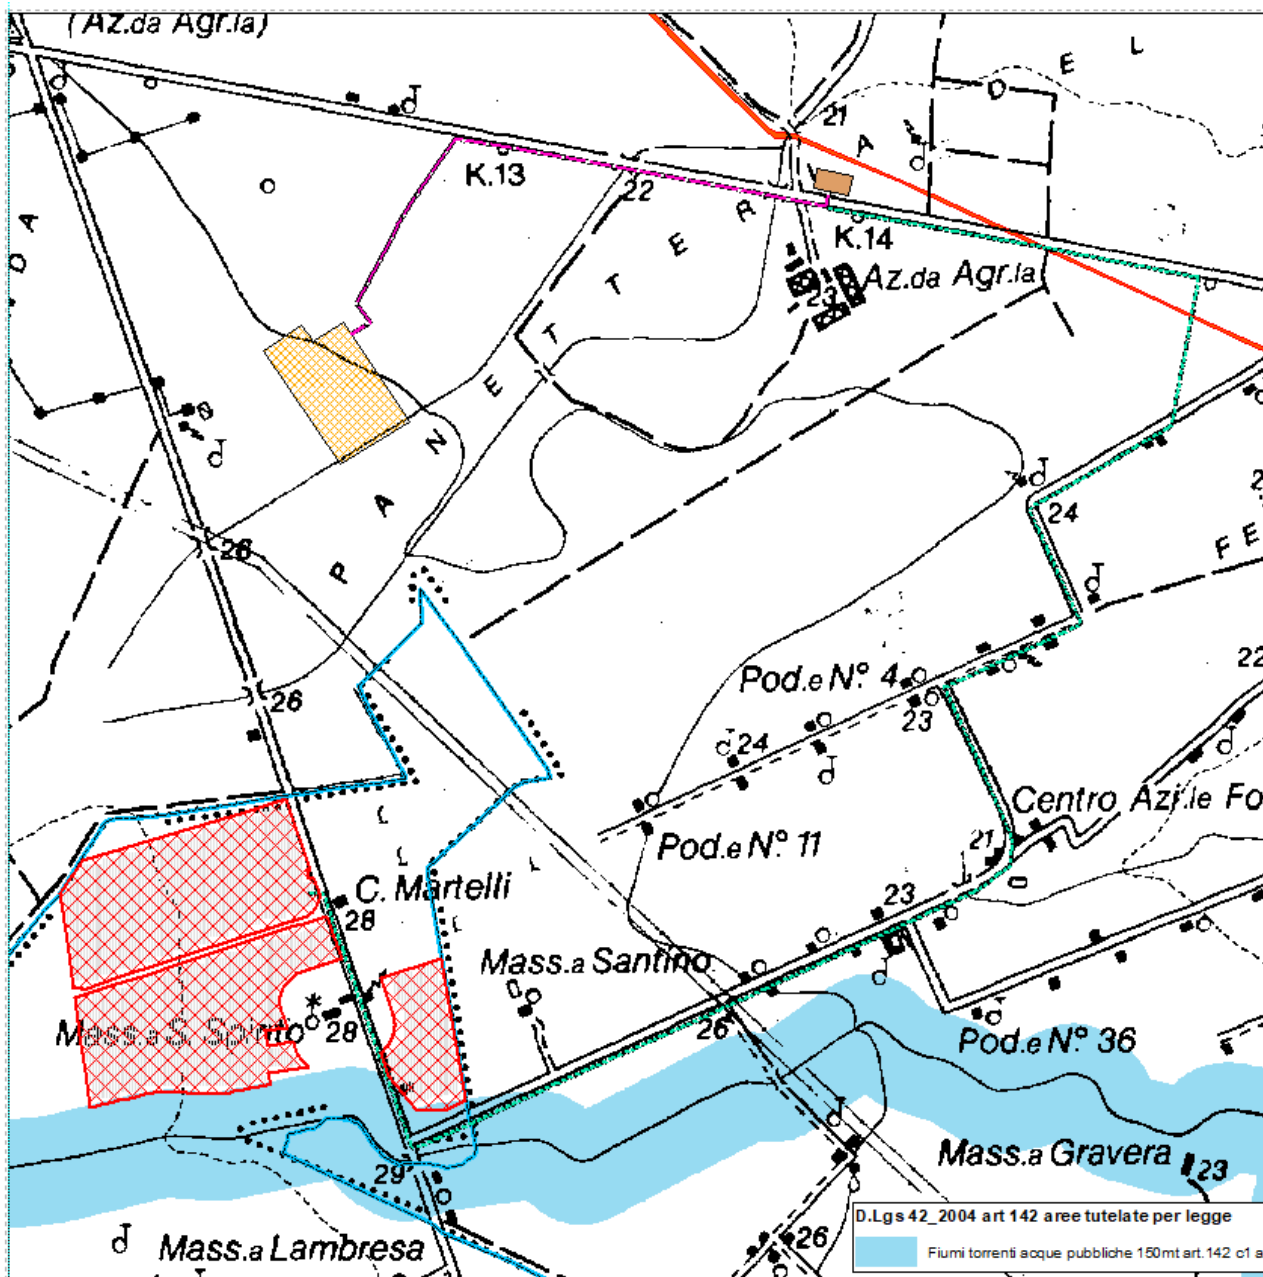 (Az.da Agr.la)
D E L
21
A
K.13
22
R
K.14
E
Az.da Agr.la
23
T
T
E
N
A
P
D A
24
F E
26
26
22
Pod.e N.º 4
23
24
Centro Azi.le Fo
Pod.e N.º 11
21
C. Martelli
28
23
Mass.a Santino
Mass.a S. Spirito
28
26
Pod.e N.º 36
29
Mass.a Gravera
23
D.Lgs 42_2004 art 142 aree tutelate per legge
Fiumi torrenti acque pubbliche 150mt art.142 c1 a
26
Mass.a Lambresa